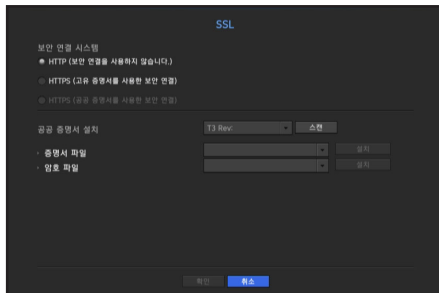 SSL
보안 연결 시스템
HTTP (보안 연결을 사용하지 않습니다.)
HTTPS (고유 증명서를 사용한 보안 연결)
HTTPS (공공 증명서를 사용한 보안 연결)
공공 증명서 설치 T3 Revi 스캔
· 증명서 파일 설치
· 암호 파일 설치
확인 취소